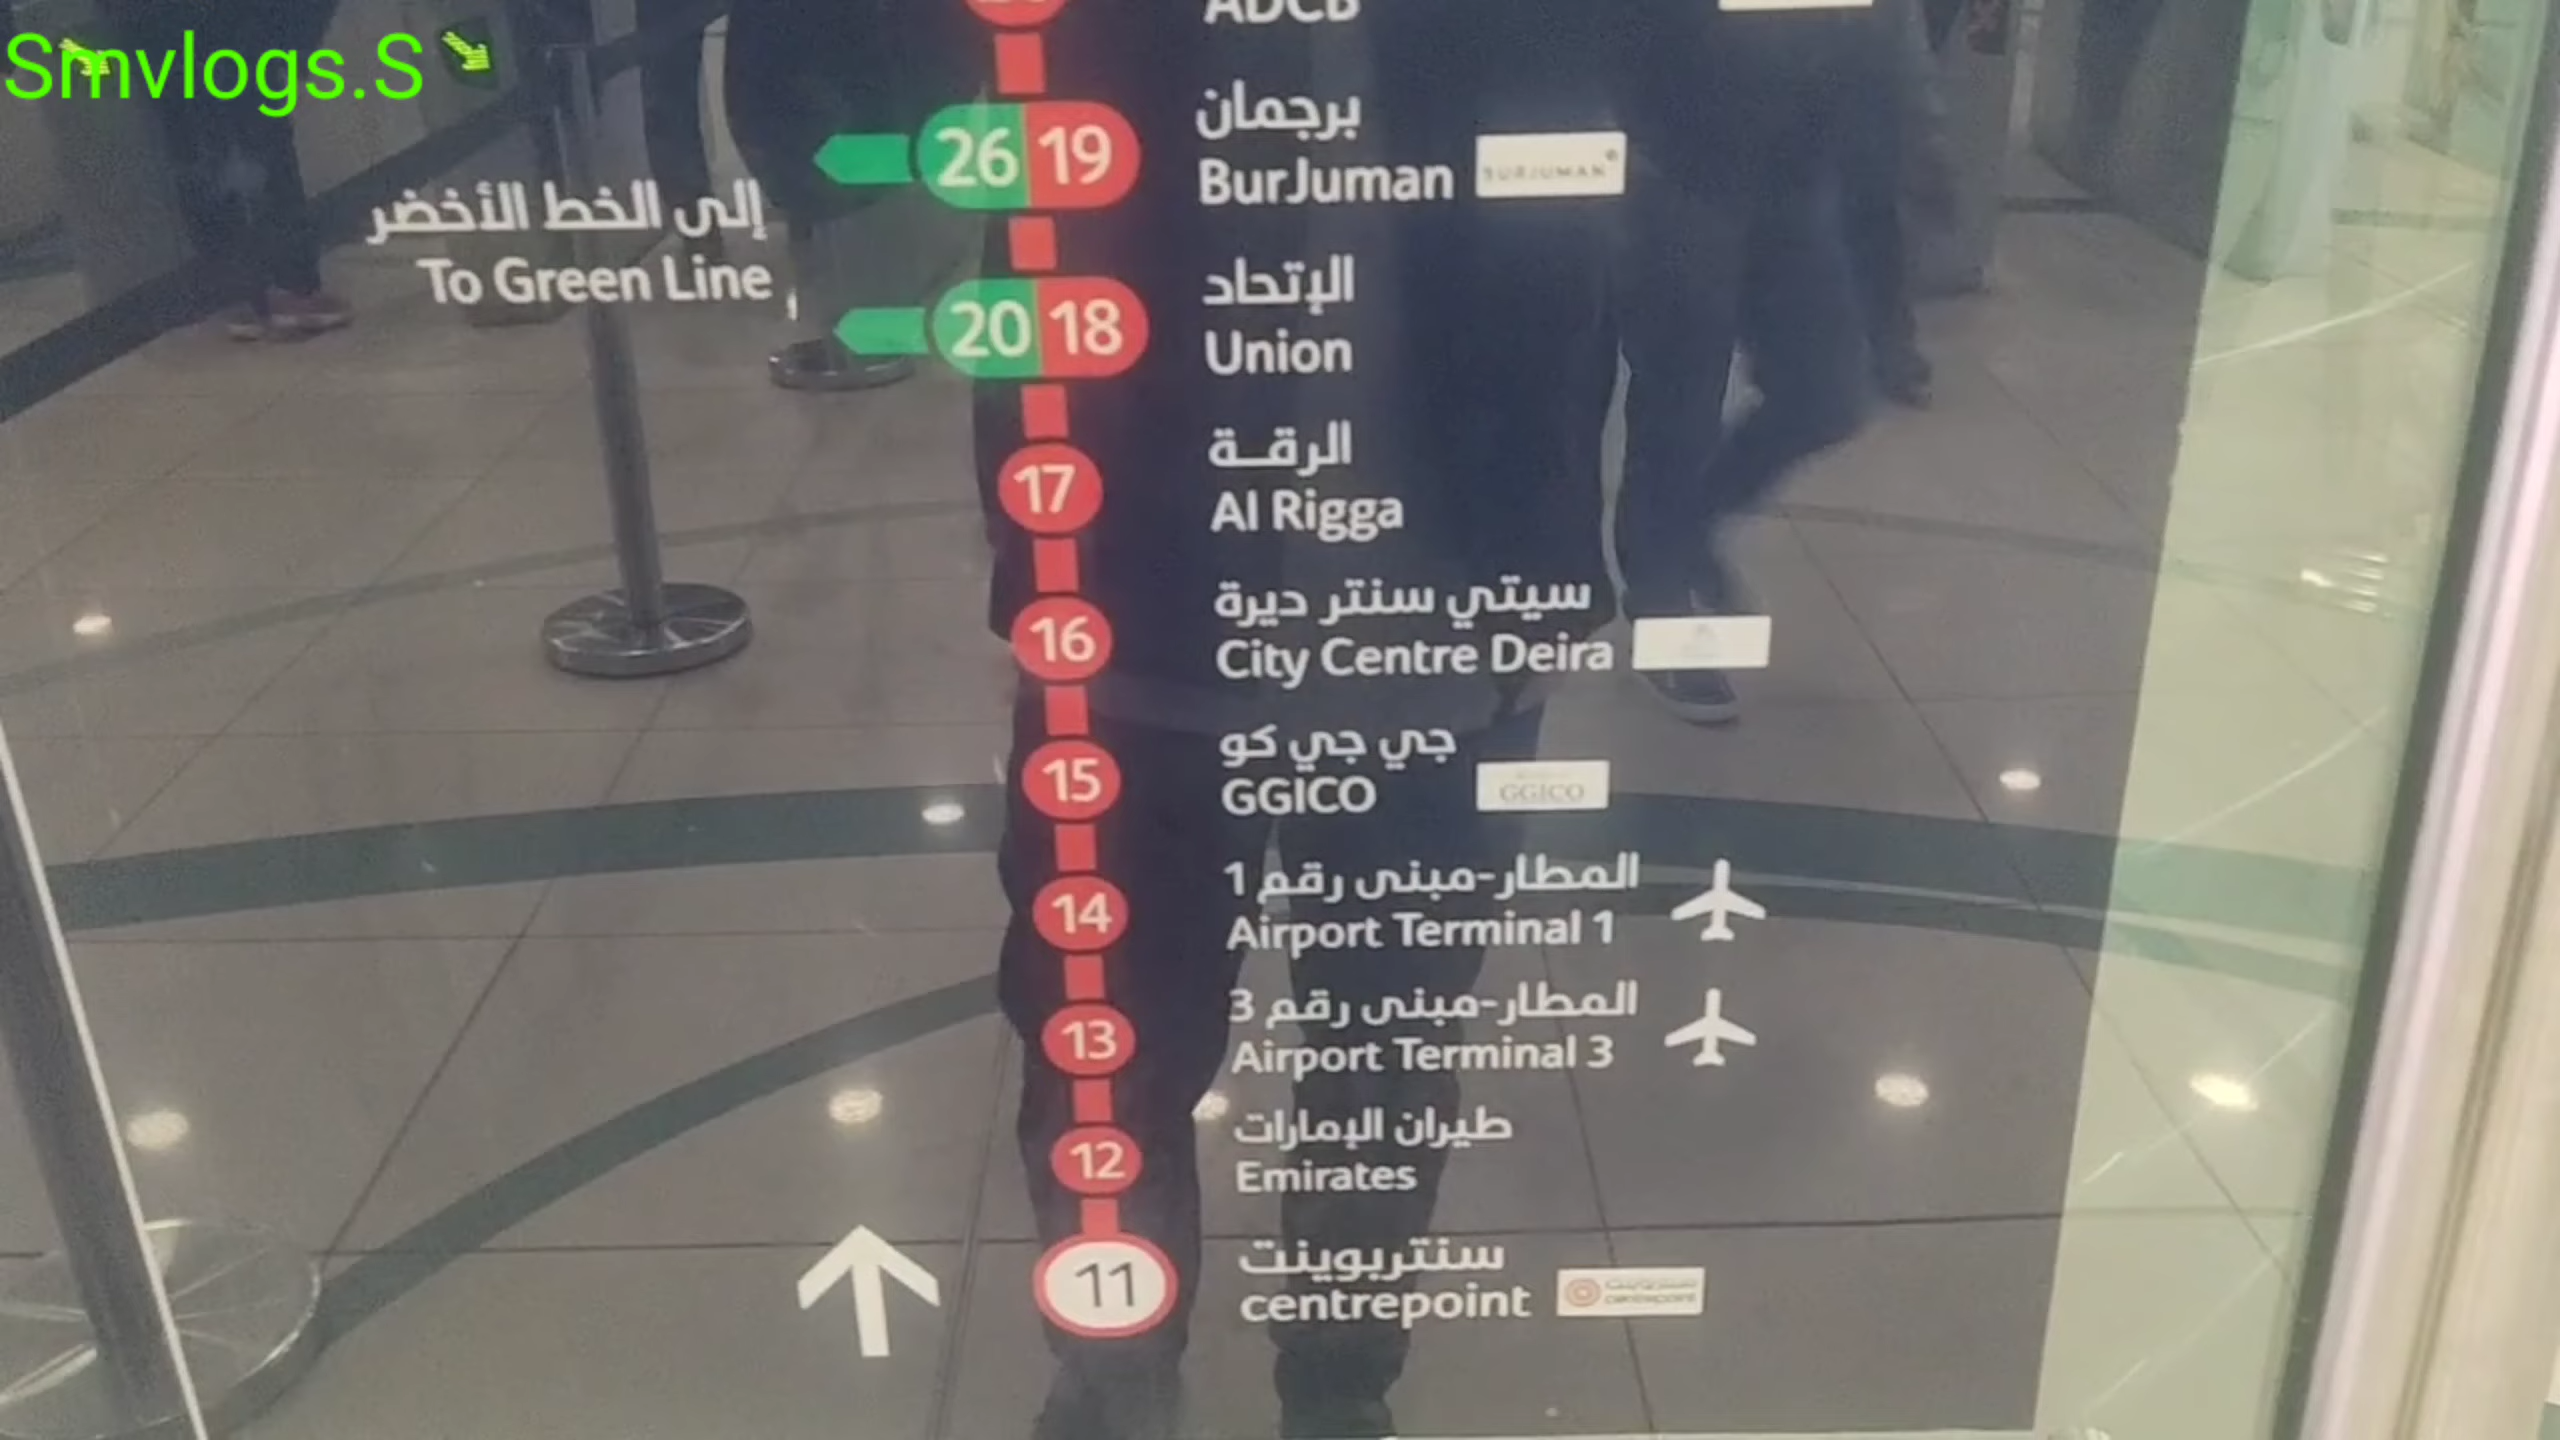 Smvlogs.S
ADCB
برجمان
26 19
BurJuman
BURJUMAN
إلى الخط الأخضر
To Green Line
الإتحاد
20 18
Union
الرقـة
17
Al Rigga
سيتي سنتر ديرة
16
City Centre Deira
جي جي كو
15
GGICO
GGICO
المطار-مبنى رقم 1
14
Airport Terminal 1
المطار-مبنى رقم 3
13
Airport Terminal 3
طيران الإمارات
12
Emirates
سنتربوينت
11
centrepoint
centrepoint